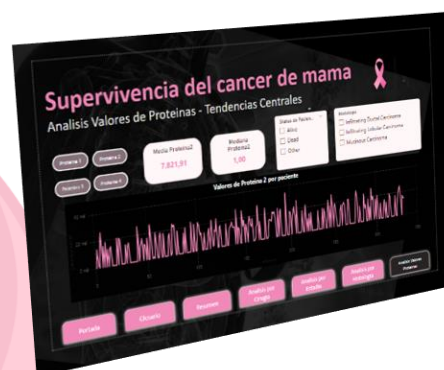 Supervivencia del cancer de mama
Analisis Valores de Proteinas - Tendencias Centrales
Proteina 1
Proteina 2
Proteina 3
Proteina 4
Media Proteina2
7.821,91
Mediana
Proteina2
1,00
Status de Pacien...
Alive
Dead
Other
Histologia
Infiltrating Ductal Carcinoma
Infiltrating Lobular Carcinoma
Mucinous Carcinoma
Valores de Proteina 2 por paciente
Portada
Glosario
Resumen
Analisis por
Cirugia
Analisis por
Estadio
Analisis por
Histologia
Analisis Valores
Proteinas